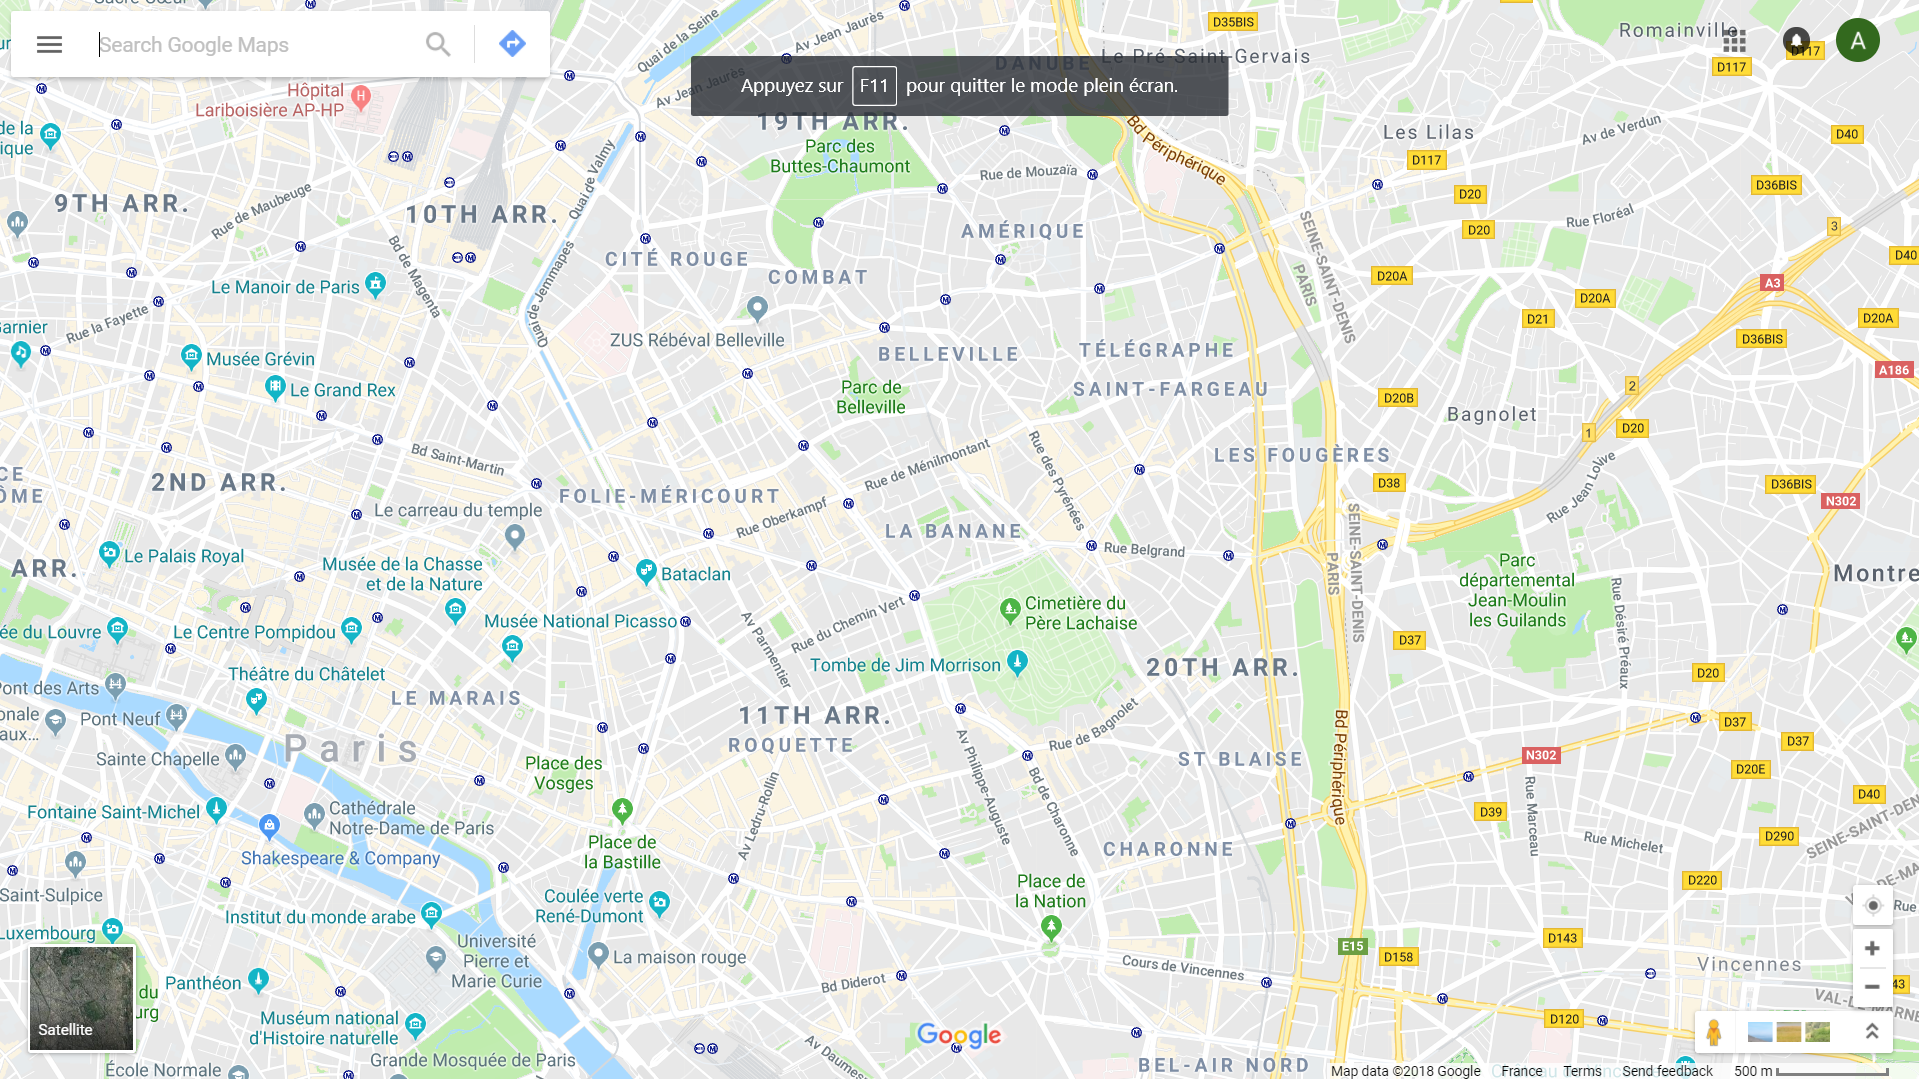 Search Google Maps
Quai de la Seine
Av Jean Jaurès
D35BIS
Romainville
A
DANUBE
Le Pré-Saint-Gervais
D117
D117
Appuyez sur F11 pour quitter le mode plein écran.
Hôpital
Lariboisière AP-HP
Av Jean Jaurès
19TH ARR.
Bd Périphérique
Les Lilas
Av de Verdun
D40
Parc des
Buttes-Chaumont
Rue de Mouzaïa
D117
D36BIS
Quai de Valmy
9TH ARR.
Rue de Maubeuge
10TH ARR.
D20
Rue Floréal
AMÉRIQUE
D20
3
CITÉ ROUGE
Bd de Magenta
SEINE-SAINT-DENIS
PARIS
D40
COMBAT
D20A
Le Manoir de Paris
Quai de Jemmapes
A3
D20A
Rue la Fayette
Garnier
D21
D20A
ZUS Rébéval Belleville
D36BIS
Musée Grévin
BELLEVILLE
TÉLÉGRAPHE
A186
Le Grand Rex
Parc de
Belleville
SAINT-FARGEAU
2
D20B
Bagnolet
1
D20
Bd Saint-Martin
Rue de Ménilmontant
Rue des Pyrénées
LES FOUGÈRES
2ND ARR.
FOLIE-MÉRICOURT
D38
Rue Jean Lolive
D36BIS
N302
Le carreau du temple
Rue Oberkampf
LA BANANE
SEINE-SAINT-DENIS
PARIS
Le Palais Royal
Musée de la Chasse
et de la Nature
Bataclan
Rue Belgrand
Parc
départemental
Jean-Moulin
les Guilands
ARR.
Montre
Musée National Picasso
Rue du Chemin Vert
Cimetière du
Père Lachaise
Rue Désiré Préaux
Le Centre Pompidou
Av Parmentier
D37
Théâtre du Châtelet
Tombe de Jim Morrison
20TH ARR.
D20
Pont des Arts
LE MARAIS
Pont Neuf
11TH ARR.
Rue de Bagnolet
Bd Périphérique
D37
Paris
ROQUETTE
D37
Sainte Chapelle
Place des
Vosges
Av Philippe-Auguste
Bd de Charonne
ST BLAISE
N302
D20E
Fontaine Saint-Michel
Cathédrale
Notre-Dame de Paris
Av Ledru-Rollin
Rue Marceau
D40
D39
Place de
la Bastille
Rue Michelet
D290
SEINE-SAINT-DEN
Shakespeare & Company
CHARONNE
Saint-Sulpice
Coulée verte
René-Dumont
Place de
la Nation
D220
Rue
Institut du monde arabe
Luxembourg
Université
Pierre et
Marie Curie
La maison rouge
E15
D158
D143
Vincennes
Panthéon
Cours de Vincennes
Bd Diderot
43
Satellite
Muséum national
d'Histoire naturelle
Google
D120
VAL-D
MARNE
Av Daumesnil
Grande Mosquée de Paris
École Normale
BEL-AIR NORD
Map data ©2018 Google France Terms Send feedback 500 m